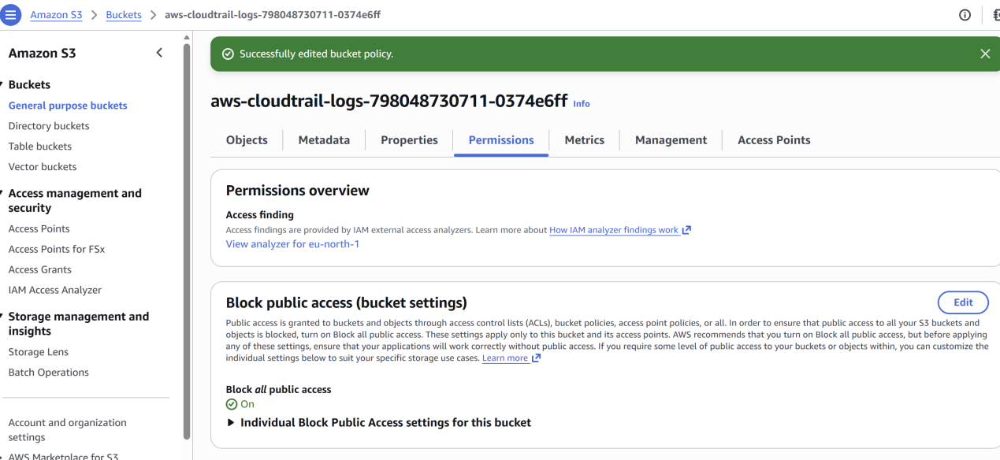 Amazon S3 > Buckets > aws-cloudtrail-logs-798048730711-0374e6ff
Amazon S3
Buckets
General purpose buckets
Directory buckets
Table buckets
Vector buckets
Access management and
security
Access Points
Access Points for FSx
Access Grants
IAM Access Analyzer
Storage management and
insights
Storage Lens
Batch Operations
Account and organization
settings
AWS Marketplace for S3
Successfully edited bucket policy.
aws-cloudtrail-logs-798048730711-0374e6ff Info
Objects Metadata Properties Permissions Metrics Management Access Points
Permissions overview
Access finding
Access findings are provided by IAM external access analyzers. Learn more about How IAM analyzer findings work
View analyzer for eu-north-1
Block public access (bucket settings)
Edit
Public access is granted to buckets and objects through access control lists (ACLs), bucket policies, access point policies, or all. In order to ensure that public access to all your S3 buckets and
objects is blocked, turn on Block all public access. These settings apply only to this bucket and its access points. AWS recommends that you turn on Block all public access, but before applying
any of these settings, ensure that your applications will work correctly without public access. If you require some level of public access to your buckets or objects within, you can customize the
individual settings below to suit your specific storage use cases. Learn more
Block all public access
On
Individual Block Public Access settings for this bucket